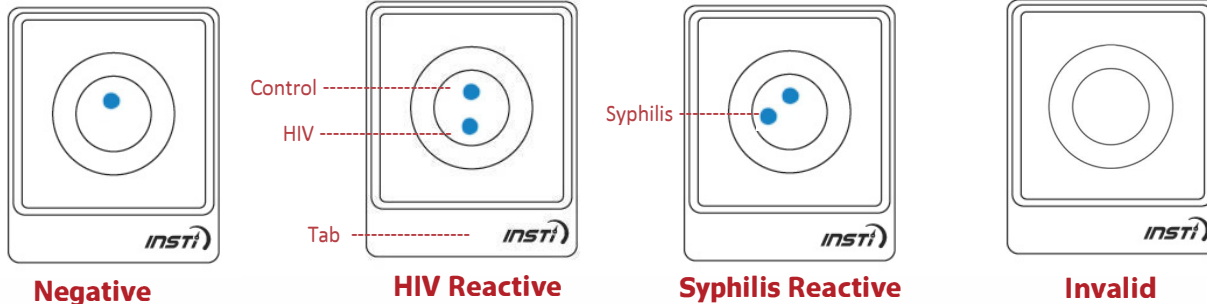 Control
HIV
Syphilis
Tab
INSTI
INSTI
INSTI
INSTI
Negative
HIV Reactive
Syphilis Reactive
Invalid